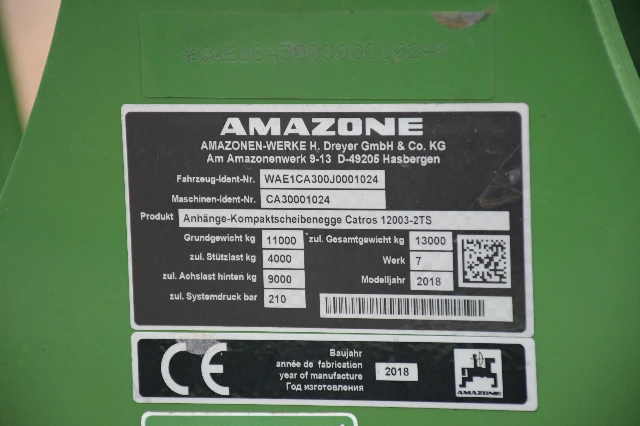 *WAE1CA300J0001024*
AMAZONE
AMAZONEN-WERKE H. Dreyer GmbH & Co. KG
Am Amazonenwerk 9-13 D-49205 Hasbergen
Fahrzeug-Ident-Nr. WAE1CA300J0001024
Maschinen-Ident-Nr. CA30001024
Produkt Anhänge-Kompaktscheibenegge Catros 12003-2TS
Grundgewicht kg 11000 zul. Gesamtgewicht kg 13000
zul. Stützlast kg 4000 Werk 7
zul. Achslast hinten kg 9000 Modelljahr 2018
zul. Systemdruck bar 210
CE
Baujahr
année de fabrication
year of manufacture
Год изготовления
2018
AMAZONE